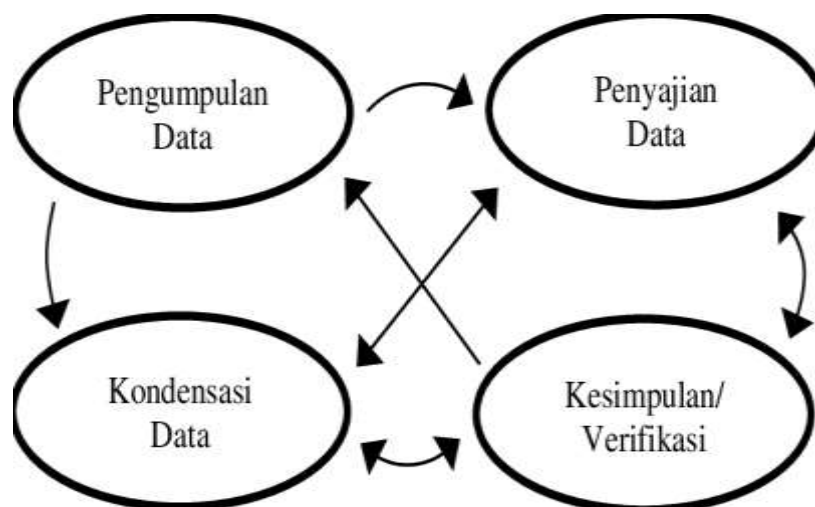 Pengumpulan
Data
Penyajian
Data
Kondensasi
Data
Kesimpulan/
Verifikasi